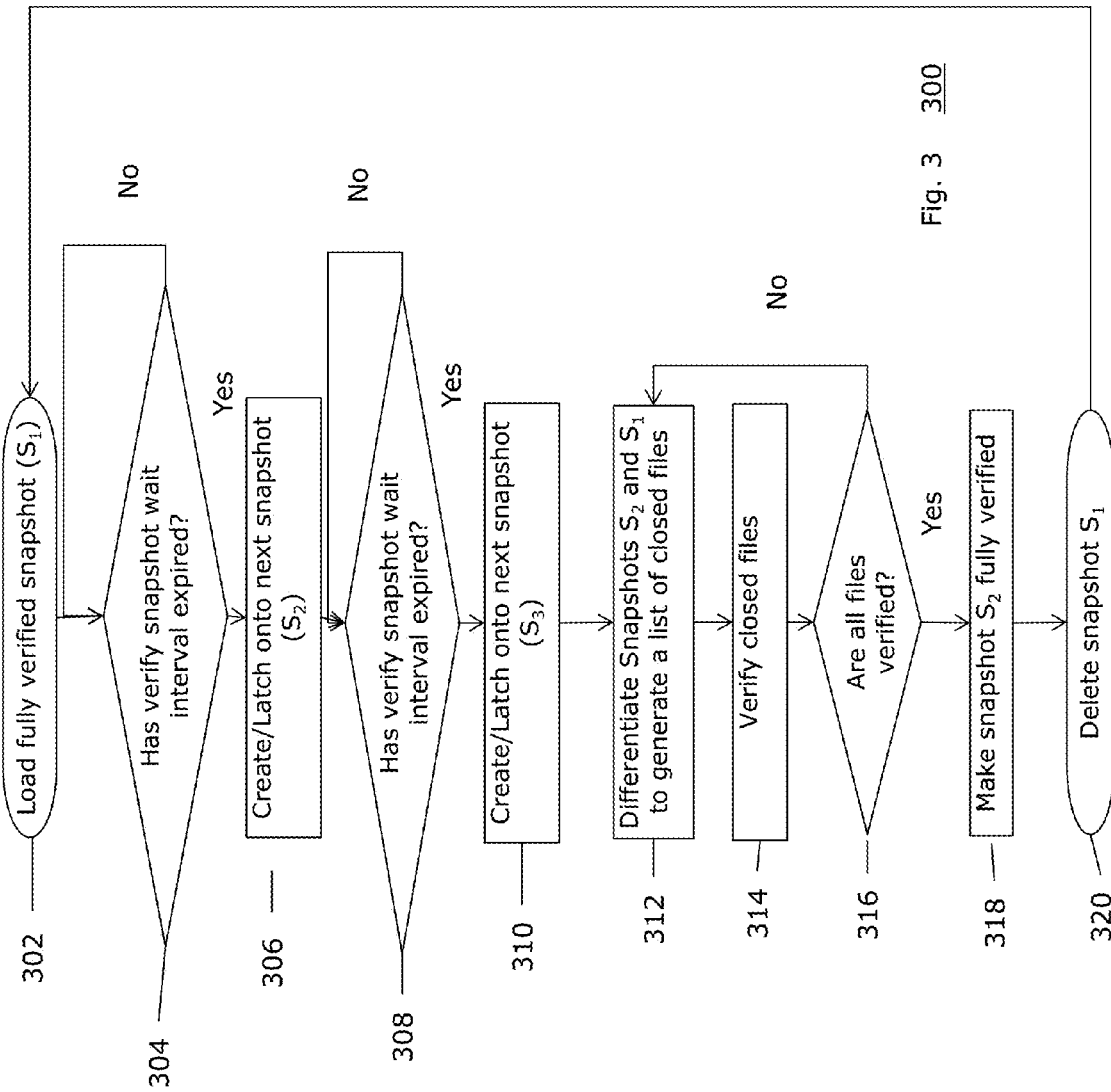 302
Load fully verified snapshot (S₁)
304
Has verify snapshot wait
interval expired?
No
Yes
306
Create/Latch onto next snapshot
(S₂)
308
Has verify snapshot wait
interval expired?
No
Yes
310
Create/Latch onto next snapshot
(S₃)
312
Differentiate Snapshots S₂ and S₁
to generate a list of closed files
314
Verify closed files
316
Are all files
verified?
No
Yes
318
Make snapshot S₂ fully verified
320
Delete snapshot S₁
Fig. 3 300